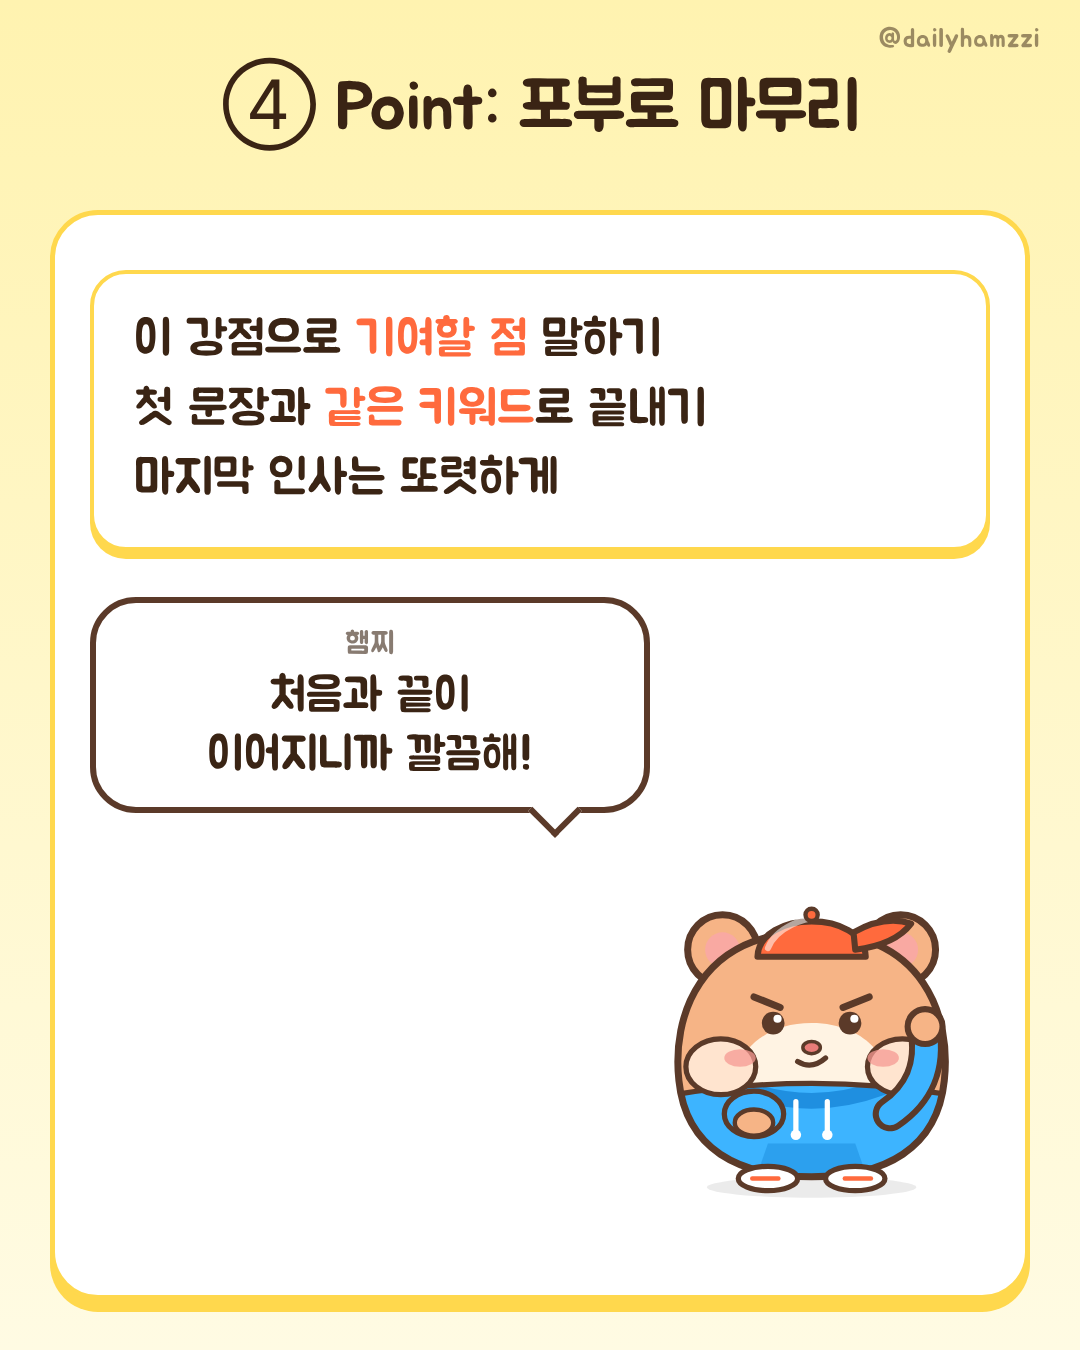 @dailyhamzzi
④ Point: 포부로 마무리
이 강점으로 기여할 점 말하기
첫 문장과 같은 키워드로 끝내기
마지막 인사는 또렷하게
햄찌
처음과 끝이
이어지니까 깔끔해!